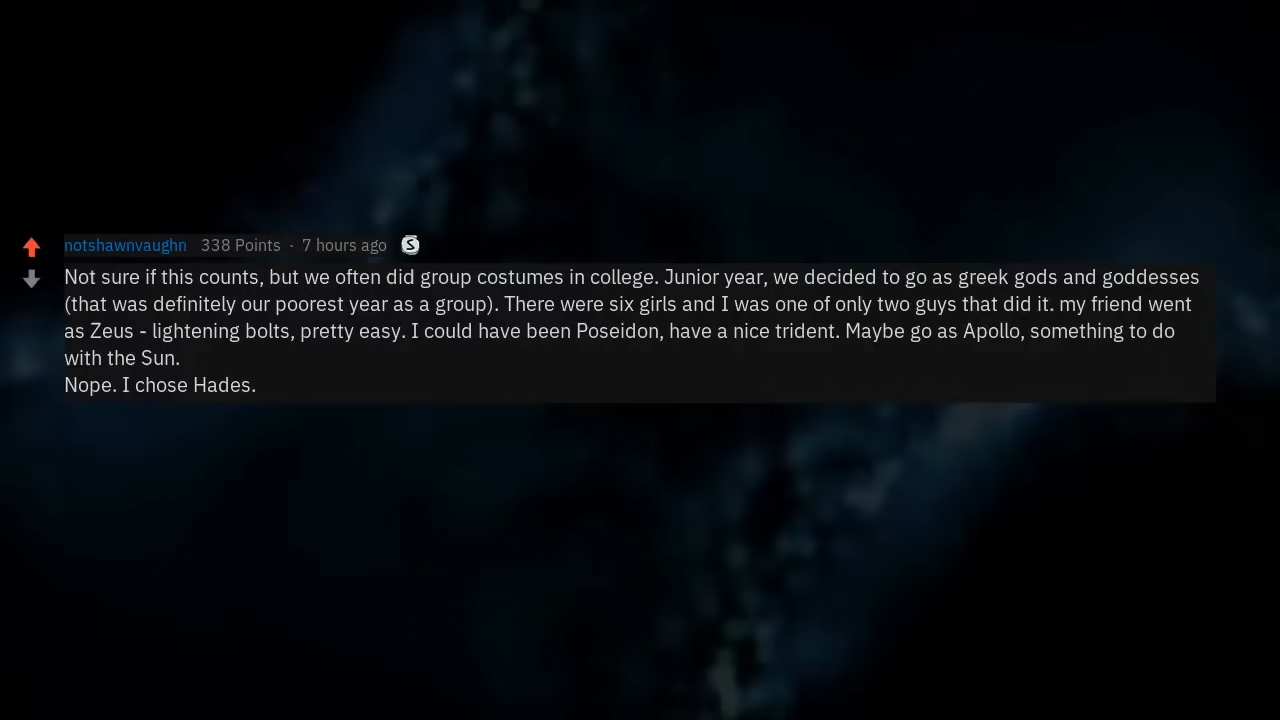 notshawnvaughn 338 Points · 7 hours ago S
Not sure if this counts, but we often did group costumes in college. Junior year, we decided to go as greek gods and goddesses
(that was definitely our poorest year as a group). There were six girls and I was one of only two guys that did it. my friend went
as Zeus - lightening bolts, pretty easy. I could have been Poseidon, have a nice trident. Maybe go as Apollo, something to do
with the Sun.
Nope. I chose Hades.